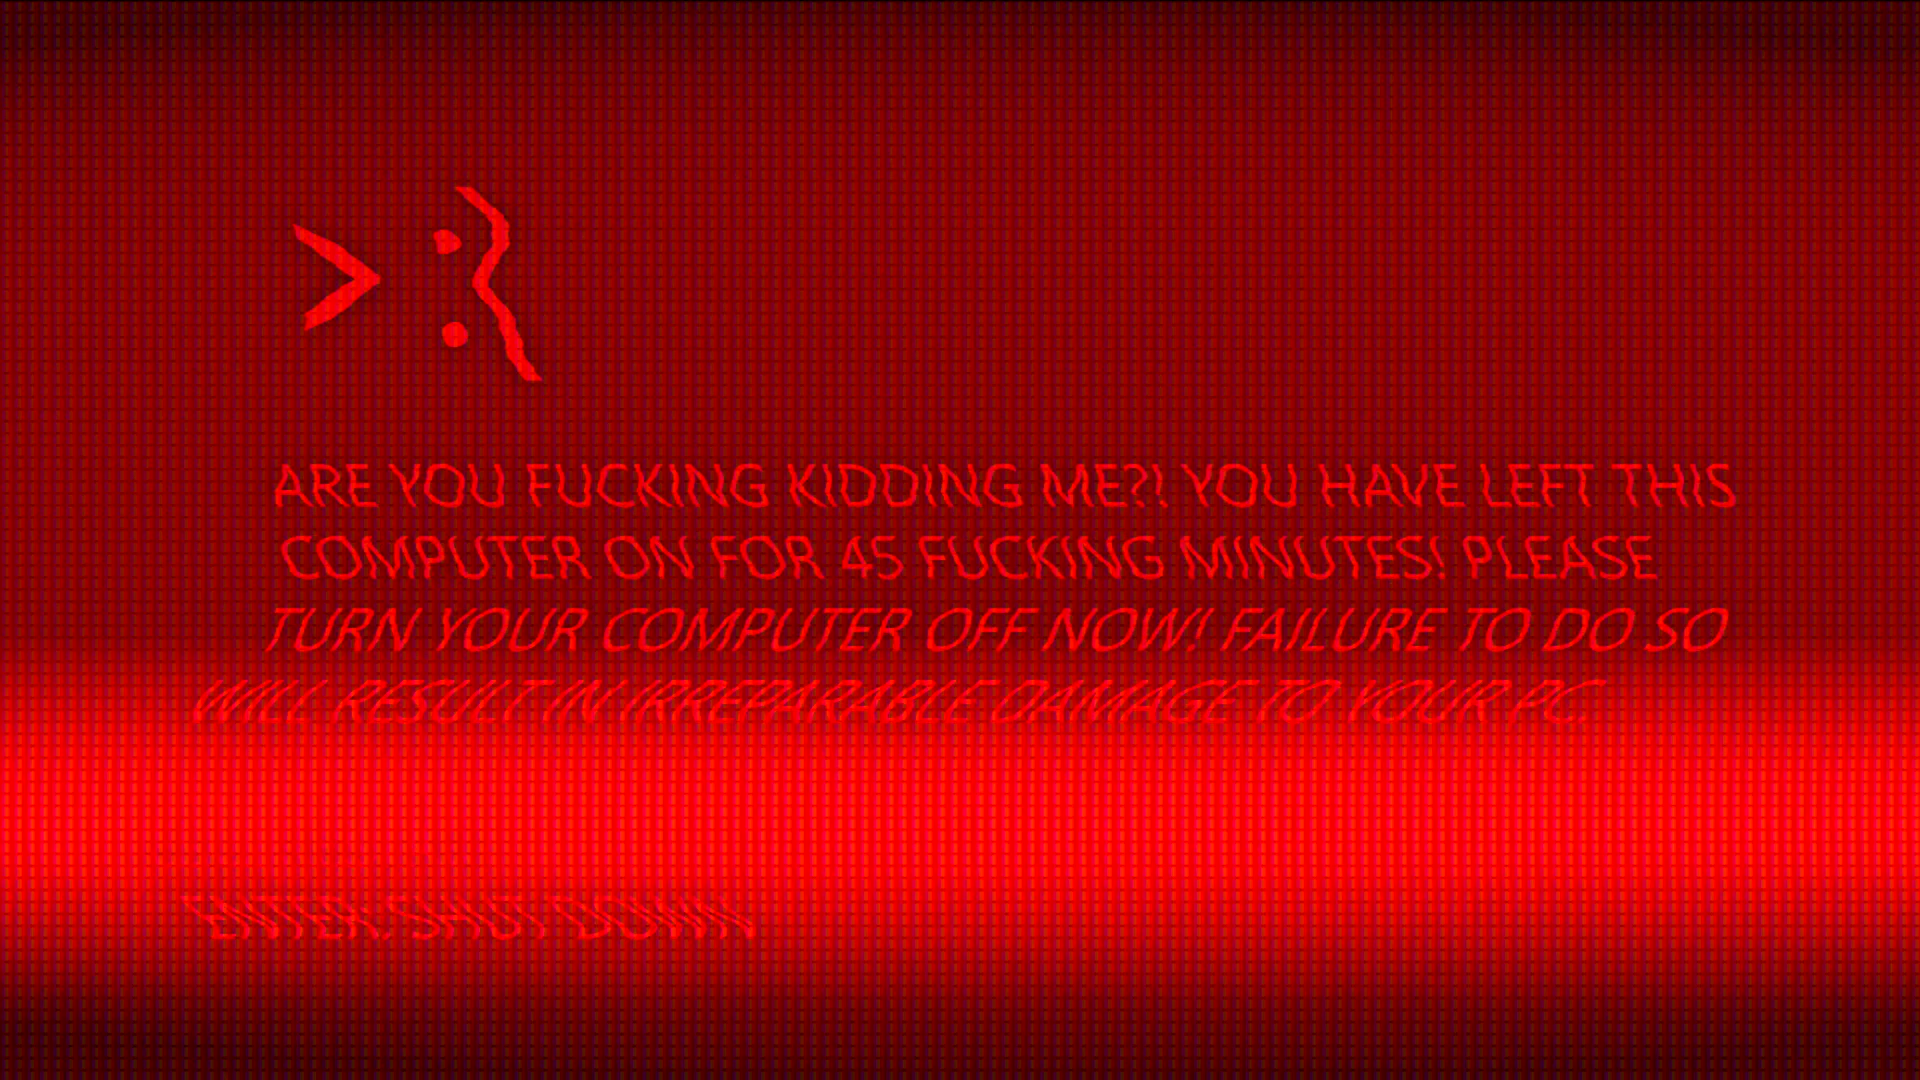 >:{
ARE YOU FUCKING KIDDING ME?! YOU HAVE LEFT THIS
COMPUTER ON FOR 45 FUCKING MINUTES! PLEASE
TURN YOUR COMPUTER OFF NOW! FAILURE TO DO SO
WILL RESULT IN IRREPARABLE DAMAGE TO YOUR PC.
ENTER: SHUT DOWN